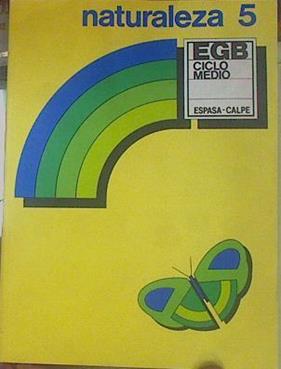 naturaleza 5
EGB
CICLO
MEDIO
ESPASA-CALPE